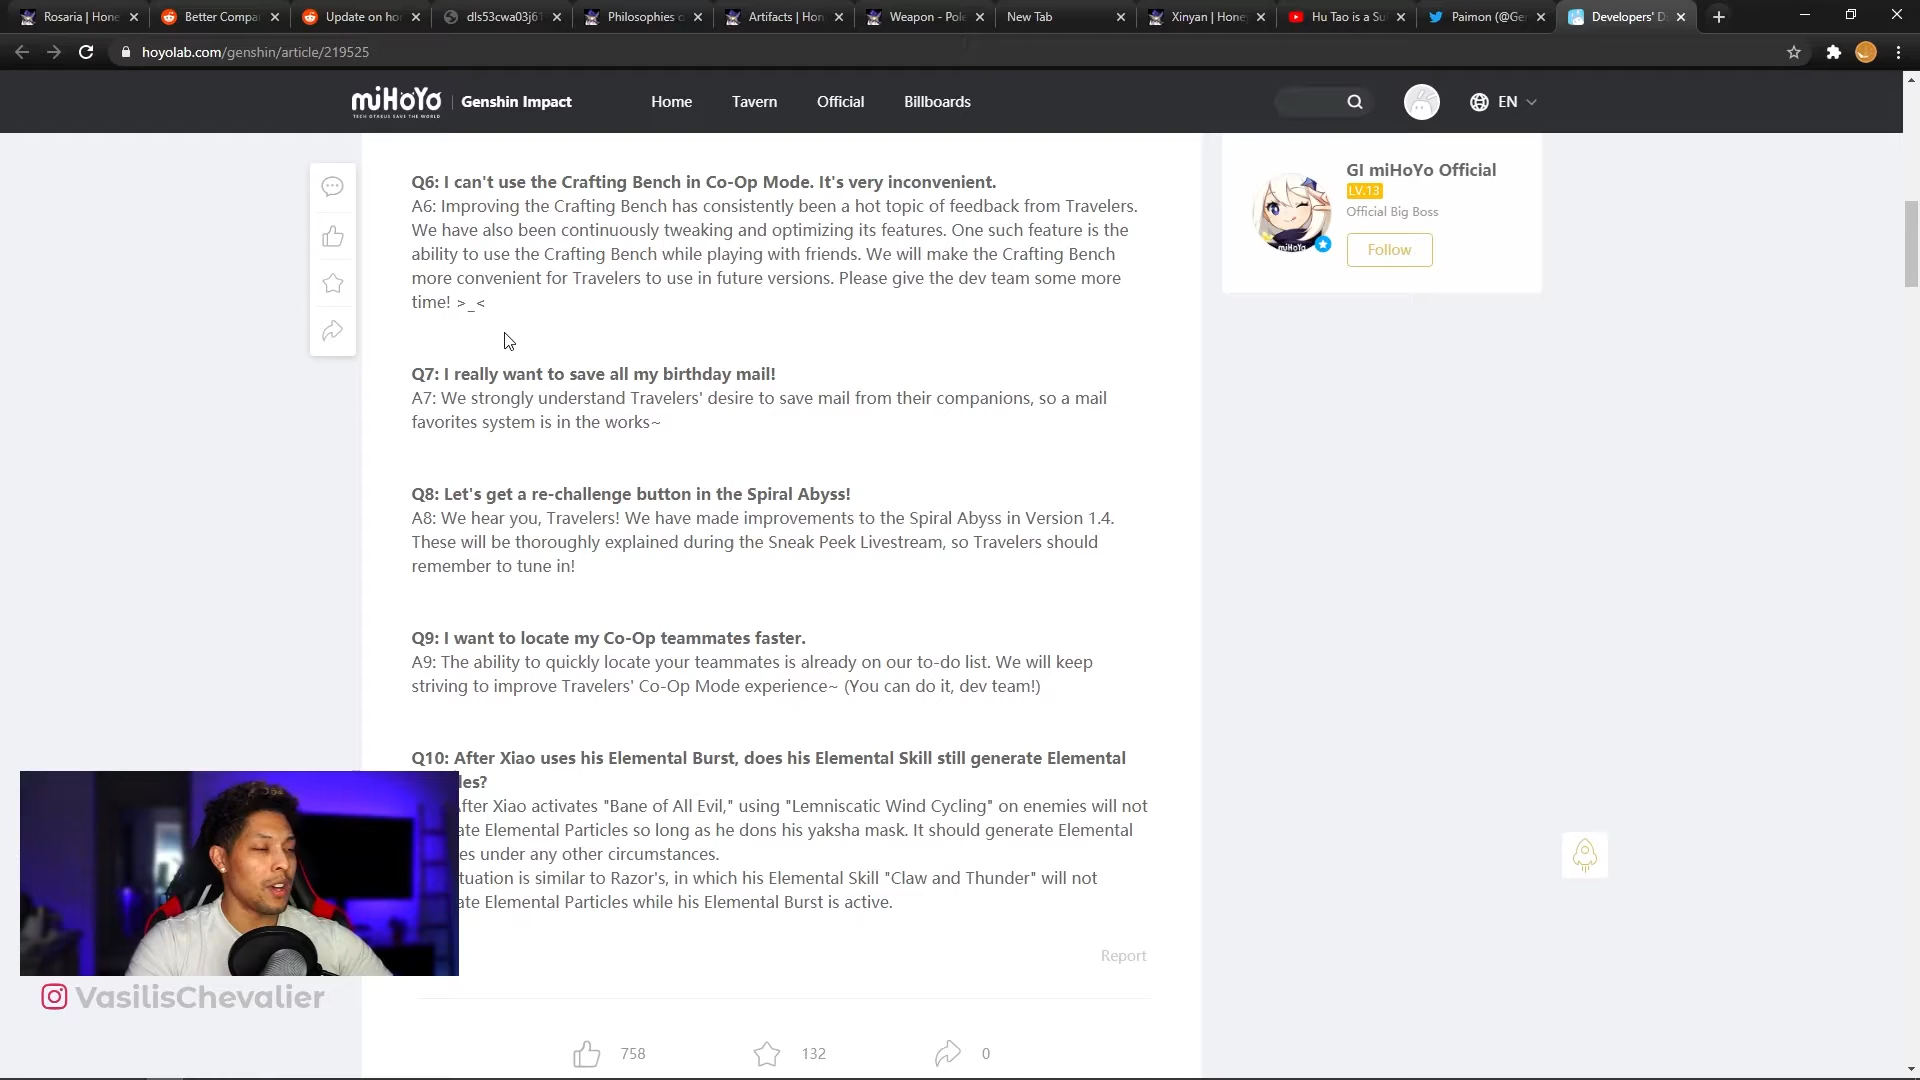 Rosaria | Hone
Better Compa
Update on ho
dls53cwa03j61
Philosophies
Artifacts | Hon
Weapon - Pole
New Tab
Xinyan | Hone
Hu Tao is a Su
Paimon (@Ge
Developers' D
hoyolab.com/genshin/article/219525
miHoYo
TECH OTAKUS SAVE THE WORLD
Genshin Impact
Home
Tavern
Official
Billboards
EN
Q6: I can't use the Crafting Bench in Co-Op Mode. It's very inconvenient.
A6: Improving the Crafting Bench has consistently been a hot topic of feedback from Travelers.
We have also been continuously tweaking and optimizing its features. One such feature is the
ability to use the Crafting Bench while playing with friends. We will make the Crafting Bench
more convenient for Travelers to use in future versions. Please give the dev team some more
time! >_<
Q7: I really want to save all my birthday mail!
A7: We strongly understand Travelers' desire to save mail from their companions, so a mail
favorites system is in the works~
Q8: Let's get a re-challenge button in the Spiral Abyss!
A8: We hear you, Travelers! We have made improvements to the Spiral Abyss in Version 1.4.
These will be thoroughly explained during the Sneak Peek Livestream, so Travelers should
remember to tune in!
Q9: I want to locate my Co-Op teammates faster.
A9: The ability to quickly locate your teammates is already on our to-do list. We will keep
striving to improve Travelers' Co-Op Mode experience~ (You can do it, dev team!)
Q10: After Xiao uses his Elemental Burst, does his Elemental Skill still generate Elemental
les?
fter Xiao activates "Bane of All Evil," using "Lemniscatic Wind Cycling" on enemies will not
ate Elemental Particles so long as he dons his yaksha mask. It should generate Elemental
es under any other circumstances.
tuation is similar to Razor's, in which his Elemental Skill "Claw and Thunder" will not
ate Elemental Particles while his Elemental Burst is active.
Report
758
132
0
GI miHoYo Official
LV.13
Official Big Boss
miHoYo
Follow
VasilisChevalier